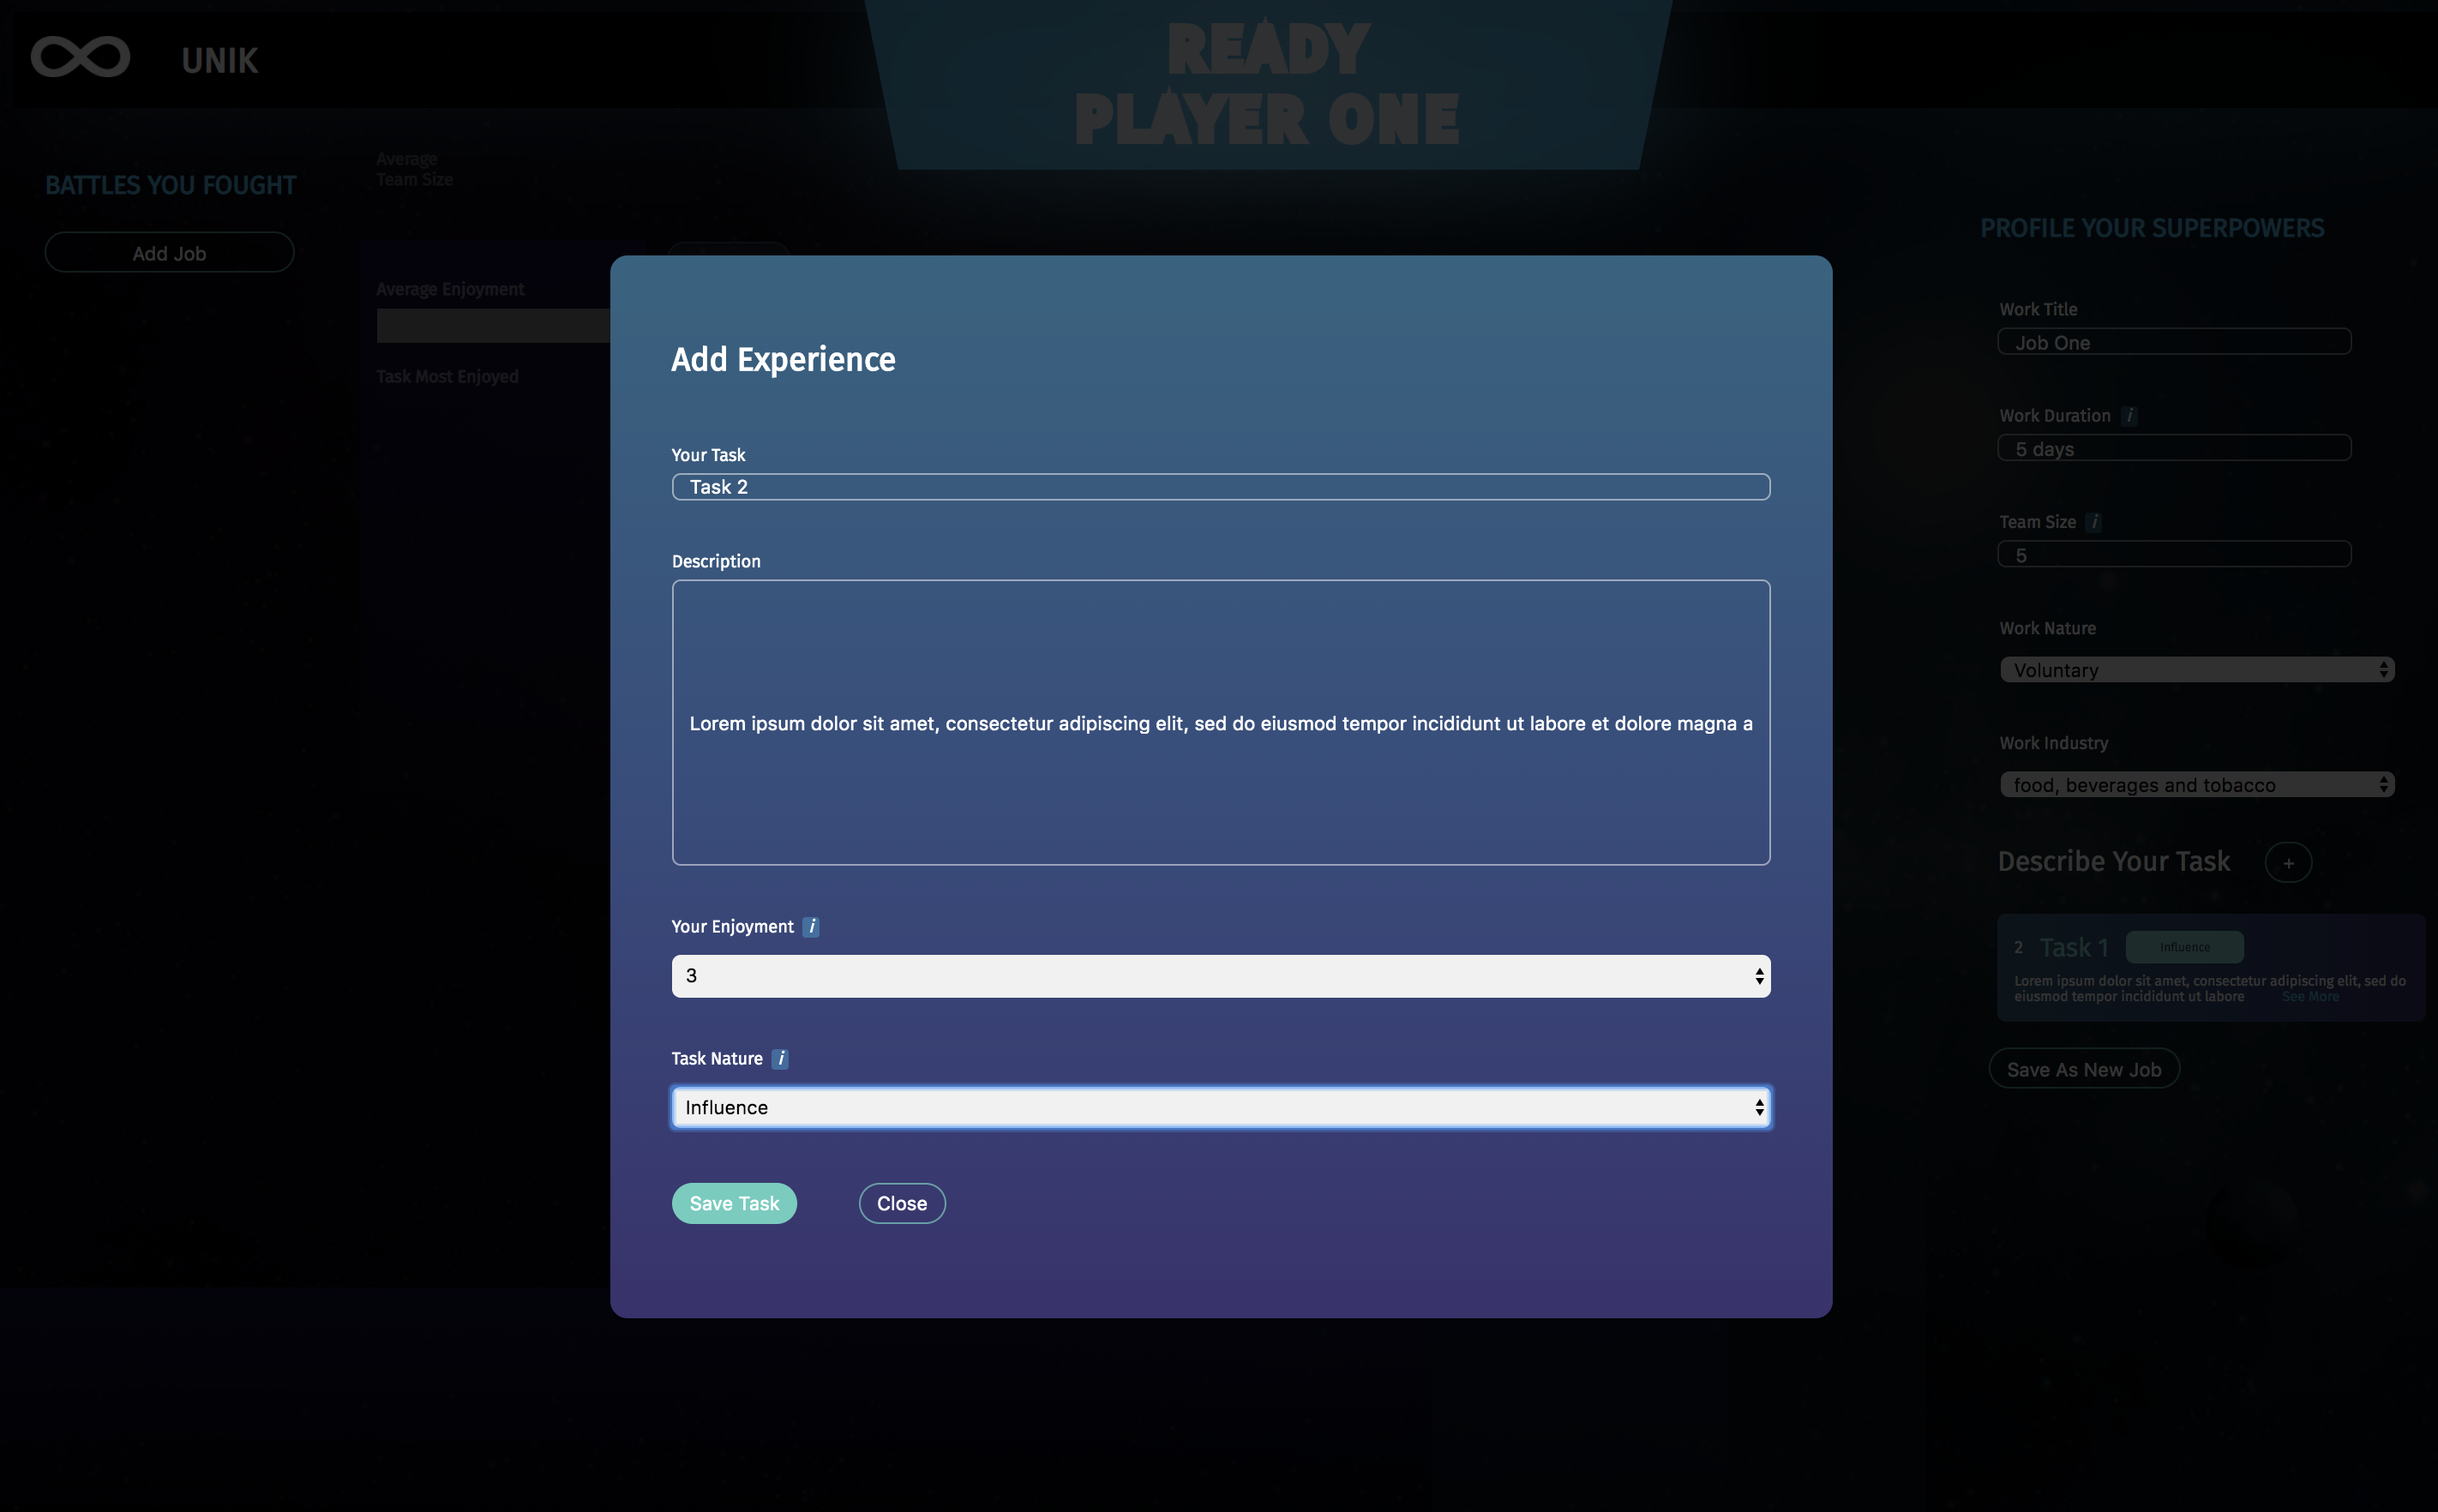 UNIK
READY
PLAYER ONE
BATTLES YOU FOUGHT
Add Job
Average
Team Size
Average Enjoyment
Task Most Enjoyed
Add Experience
Your Task
Task 2
Description
Lorem ipsum dolor sit amet, consectetur adipiscing elit, sed do eiusmod tempor incididunt ut labore et dolore magna a
Your Enjoyment i
3
Task Nature i
Influence
Save Task
Close
PROFILE YOUR SUPERPOWERS
Work Title
Job One
Work Duration i
5 days
Team Size i
5
Work Nature
Voluntary
Work Industry
food, beverages and tobacco
Describe Your Task +
2 Task 1 Influence
Lorem ipsum dolor sit amet, consectetur adipiscing elit, sed do
eiusmod tempor incididunt ut labore See More
Save As New Job